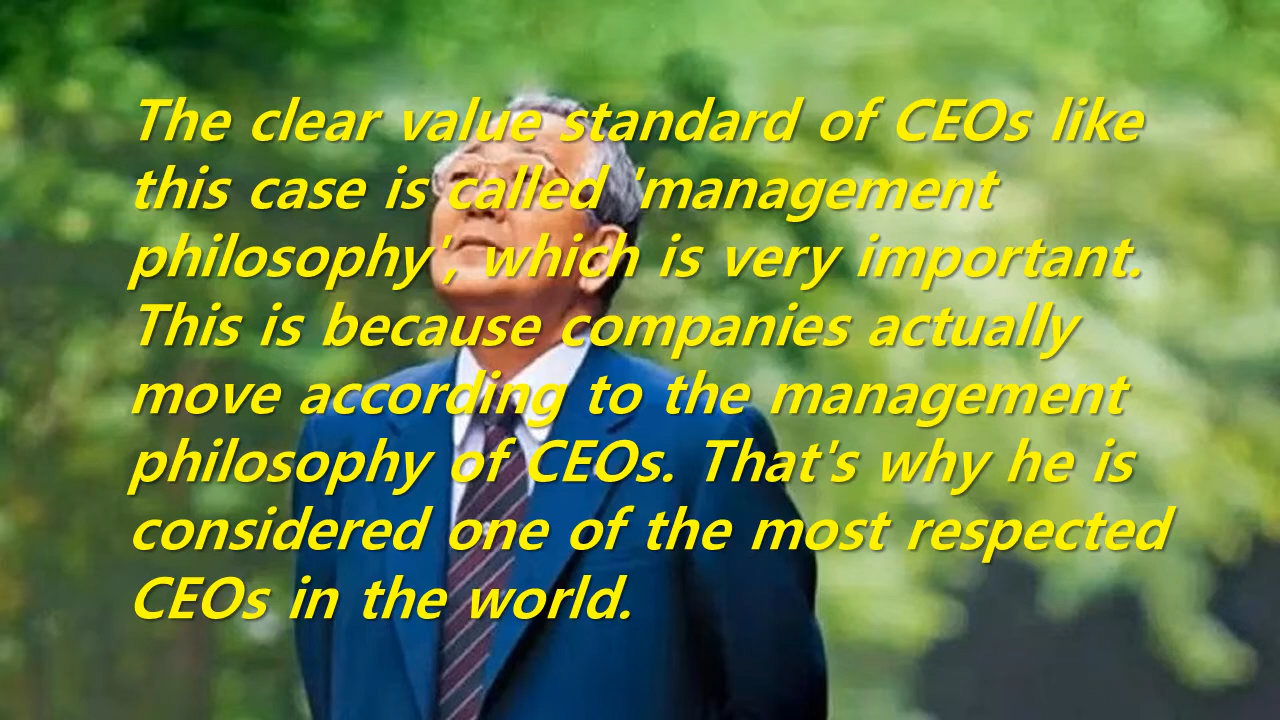 The clear value standard of CEOs like
this case is called 'management
philosophy', which is very important.
This is because companies actually
move according to the management
philosophy of CEOs. That's why he is
considered one of the most respected
CEOs in the world.